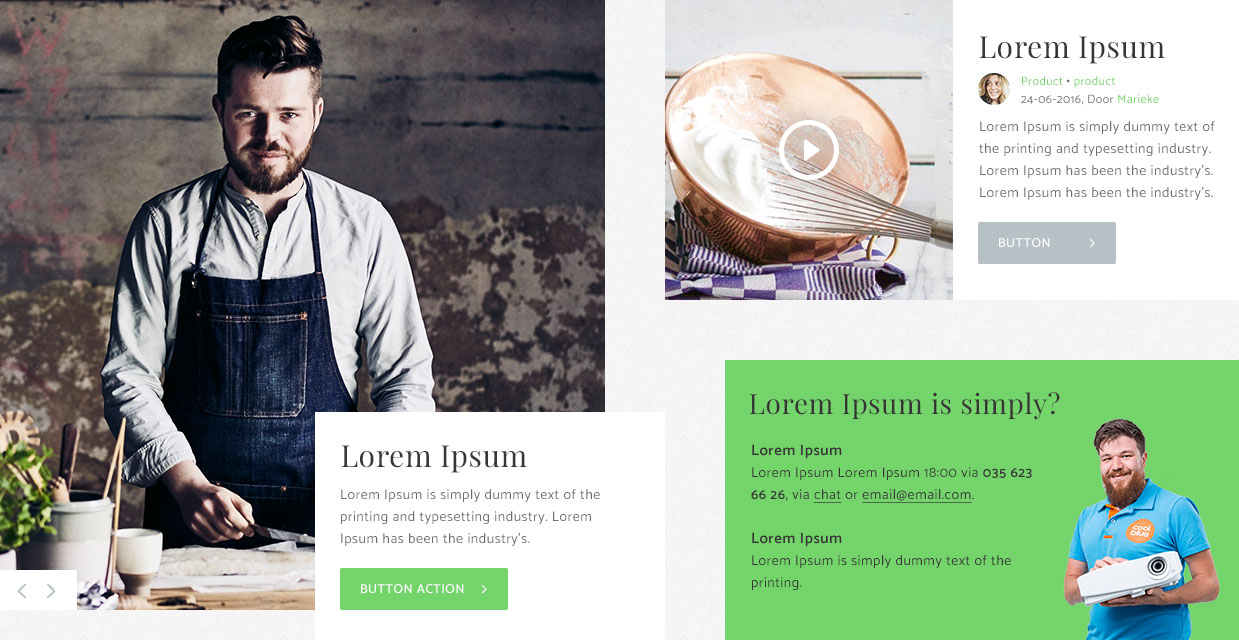 Lorem Ipsum
Lorem Ipsum is simply dummy text of the
printing and typesetting industry. Lorem
Ipsum has been the industry's.
BUTTON ACTION
Lorem Ipsum
Product • product
24-06-2016, Door Marieke
Lorem Ipsum is simply dummy text of
the printing and typesetting industry.
Lorem Ipsum has been the industry's.
Lorem Ipsum has been the industry's.
BUTTON
Lorem Ipsum is simply?
Lorem Ipsum
Lorem Ipsum Lorem Ipsum 18:00 via 035 623
66 26, via chat or email@email.com.
Lorem Ipsum
Lorem Ipsum is simply dummy text of the
printing.
cool
blue